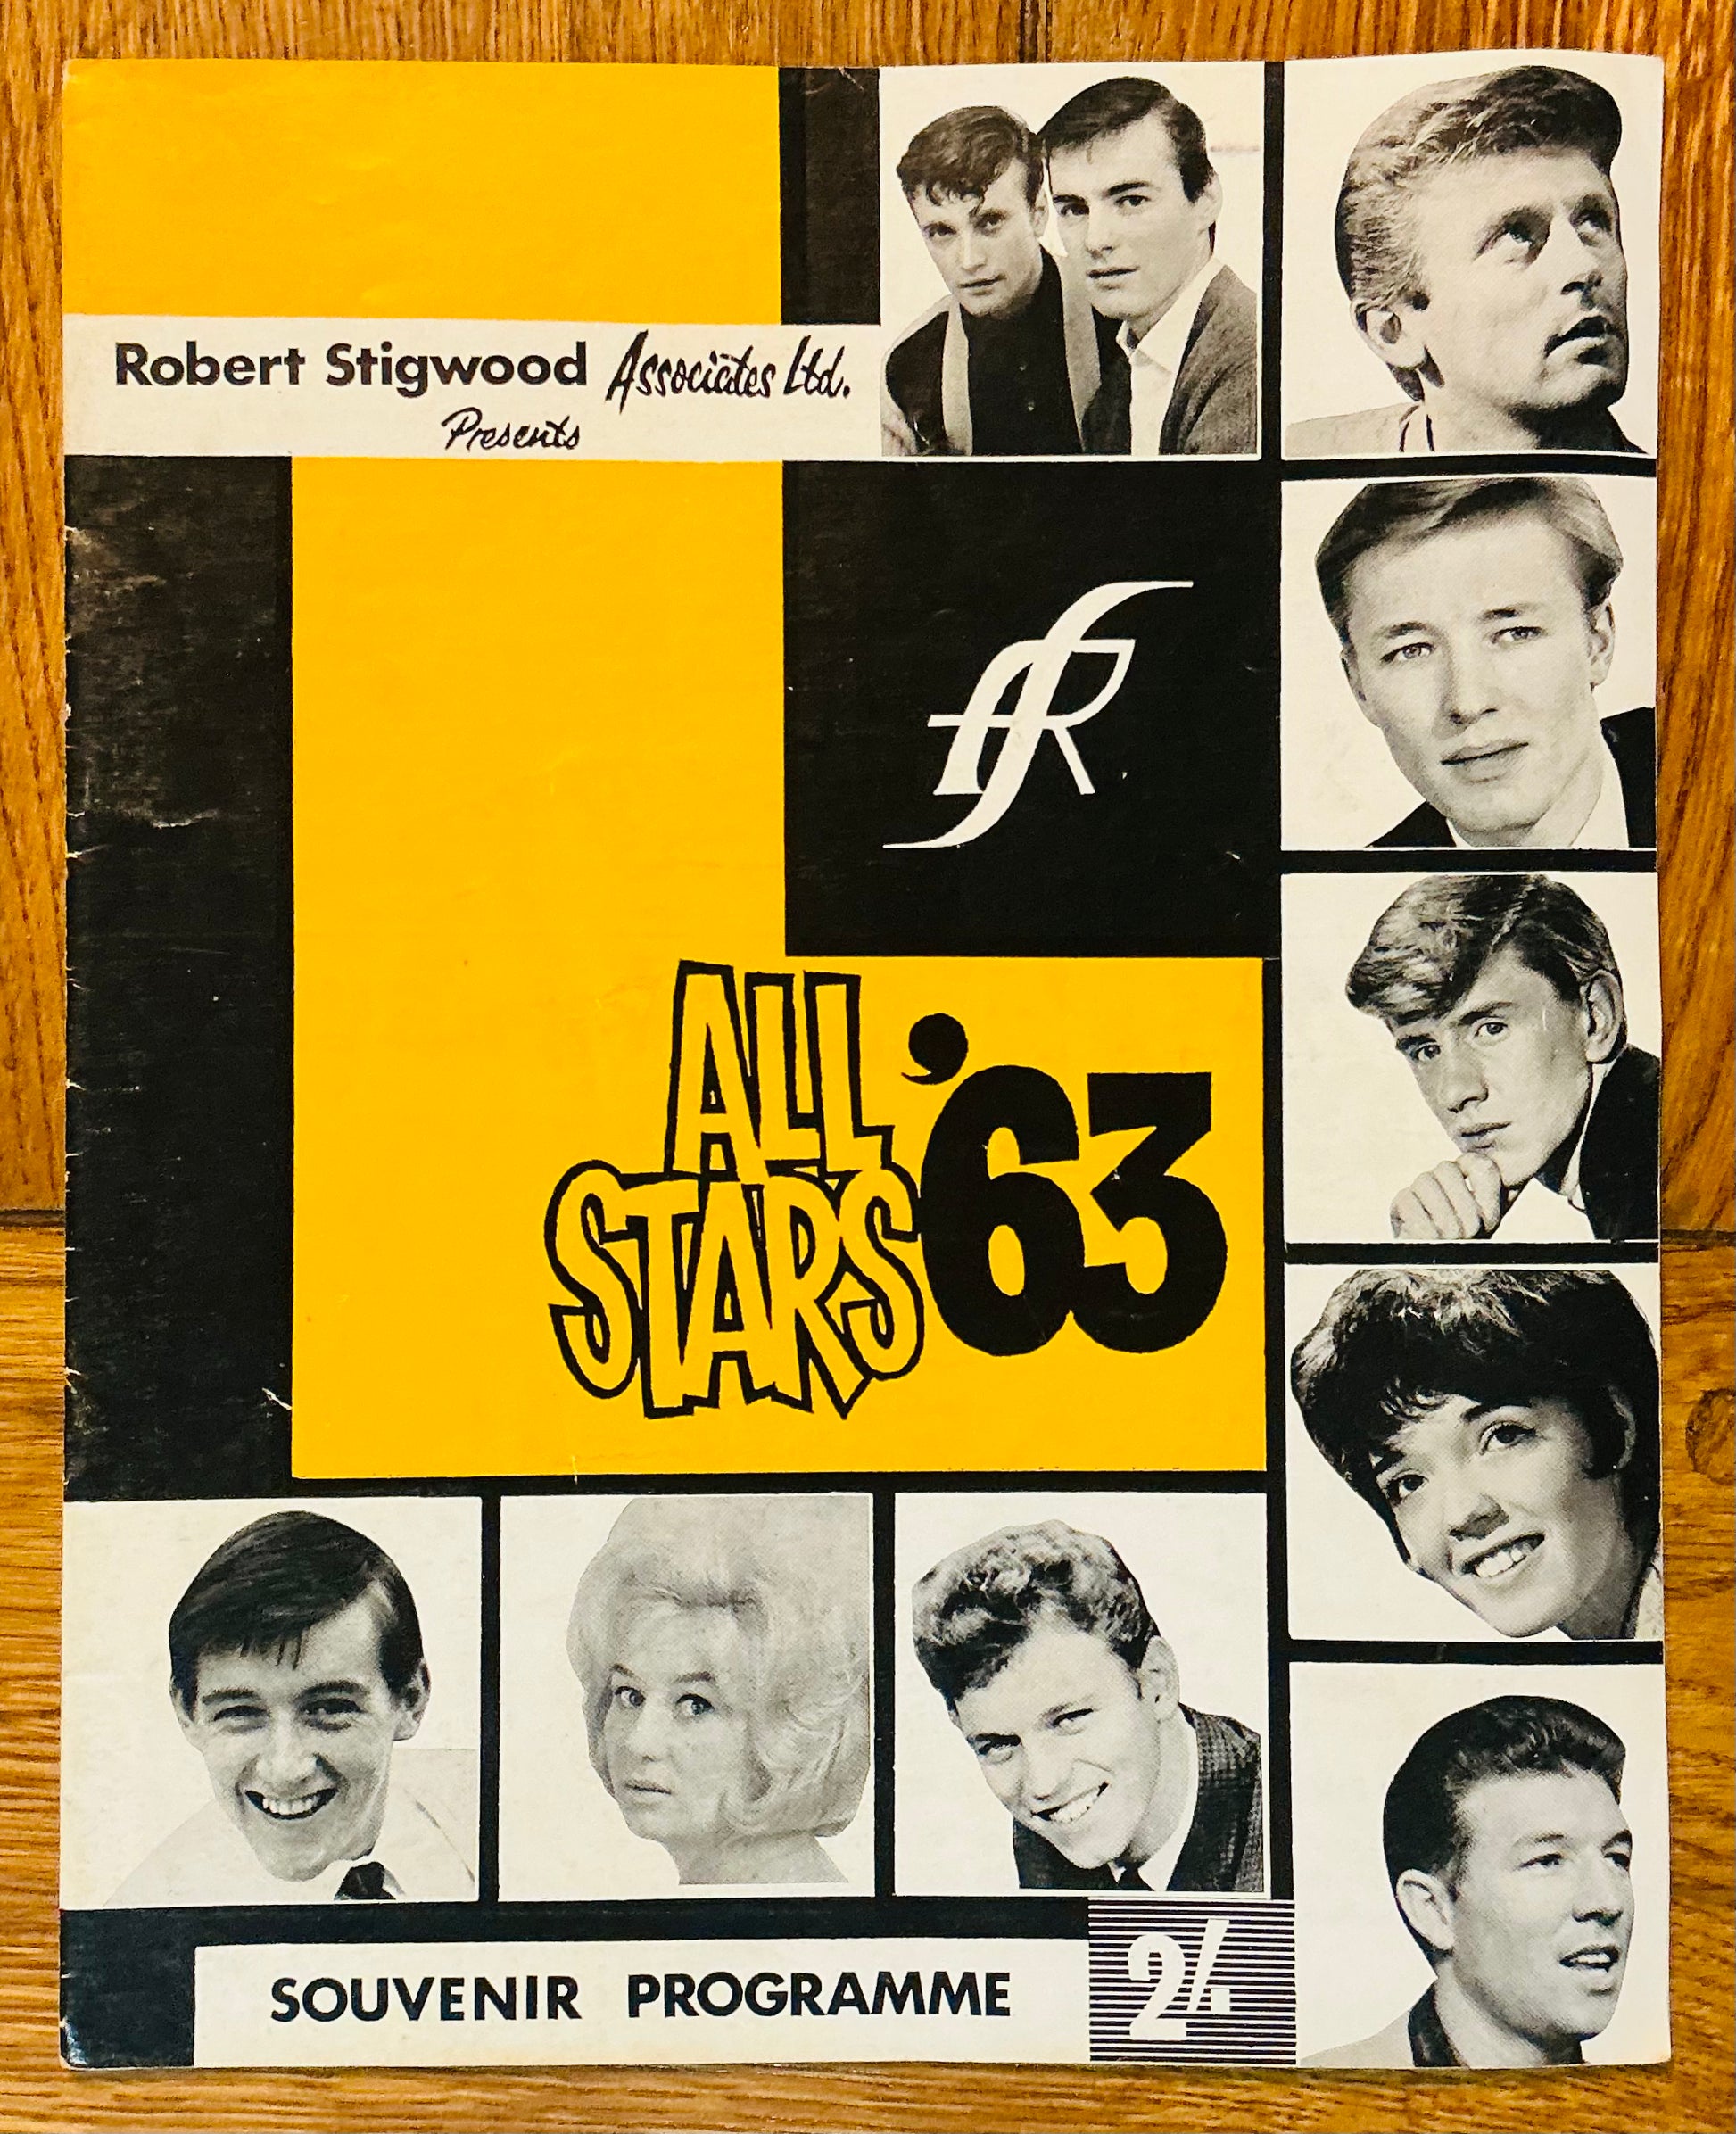 Robert Stigwood Associates Ltd.
Presents
ALL
STARS '63
SOUVENIR PROGRAMME
2/-